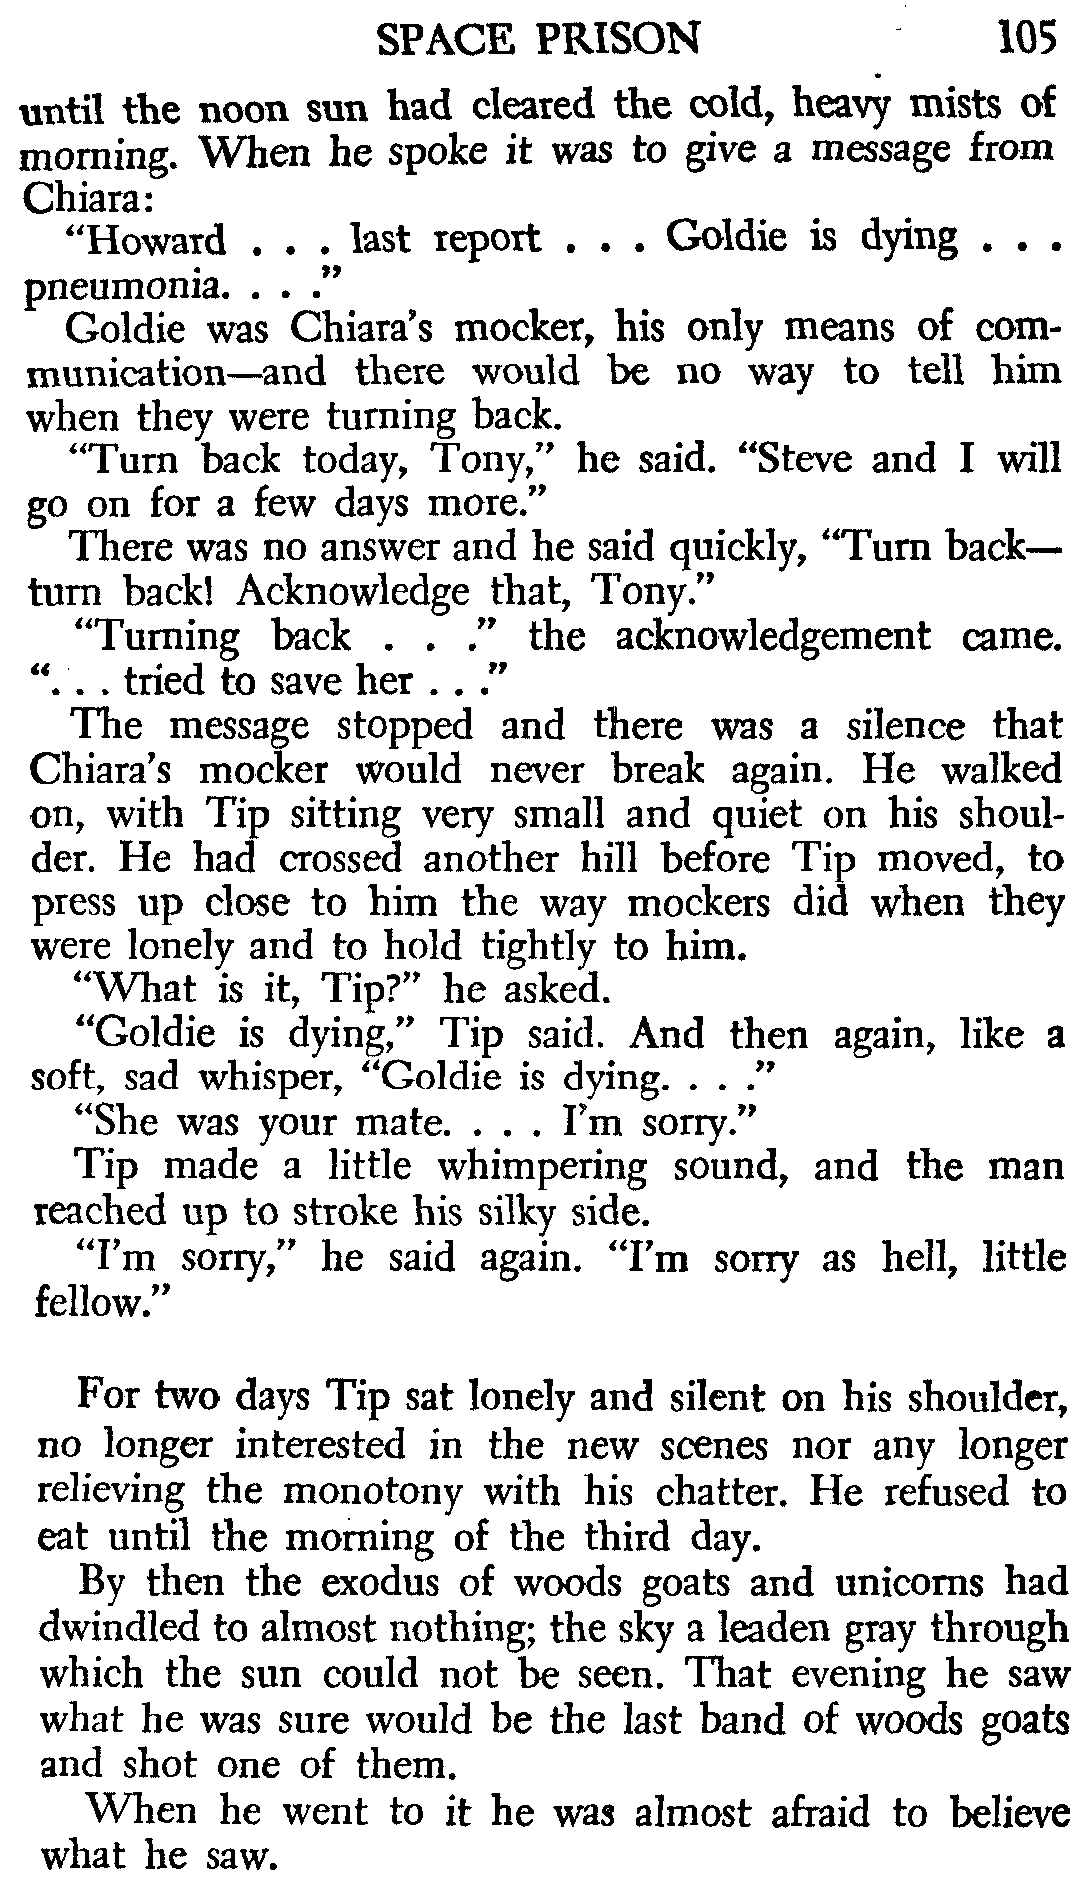 SPACE PRISON 105
until the noon sun had cleared the cold, heavy mists of
morning. When he spoke it was to give a message from
Chiara:
“Howard . . . last report . . . Goldie is dying . . .
pneumonia. . . .”
Goldie was Chiara’s mocker, his only means of com-
munication—and there would be no way to tell him
when they were turning back.
“Turn back today, Tony,” he said. “Steve and I will
go on for a few days more.”
There was no answer and he said quickly, “Turn back—
turn back! Acknowledge that, Tony.”
“Turning back . . .” the acknowledgement came.
“. . . tried to save her . . .”
The message stopped and there was a silence that
Chiara’s mocker would never break again. He walked
on, with Tip sitting very small and quiet on his shoul-
der. He had crossed another hill before Tip moved, to
press up close to him the way mockers did when they
were lonely and to hold tightly to him.
“What is it, Tip?” he asked.
“Goldie is dying,” Tip said. And then again, like a
soft, sad whisper, “Goldie is dying. . . .”
“She was your mate. . . . I’m sorry.”
Tip made a little whimpering sound, and the man
reached up to stroke his silky side.
“I’m sorry,” he said again. “I’m sorry as hell, little
fellow.”
For two days Tip sat lonely and silent on his shoulder,
no longer interested in the new scenes nor any longer
relieving the monotony with his chatter. He refused to
eat until the morning of the third day.
By then the exodus of woods goats and unicorns had
dwindled to almost nothing; the sky a leaden gray through
which the sun could not be seen. That evening he saw
what he was sure would be the last band of woods goats
and shot one of them.
When he went to it he was almost afraid to believe
what he saw.